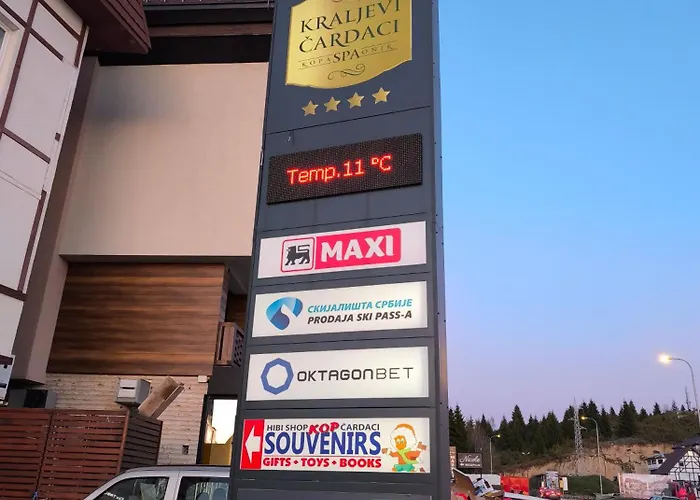 KRALJEVI
ČARDACI
KOPASPAONIK
Temp.11 °C
MAXI
СКИЈАЛИШТА СРБИЈЕ
PRODAJA SKI PASS-A
OKTAGONBET
HIBI SHOP KOP ČARDACI
SOUVENIRS
GIFTS • TOYS • BOOKS